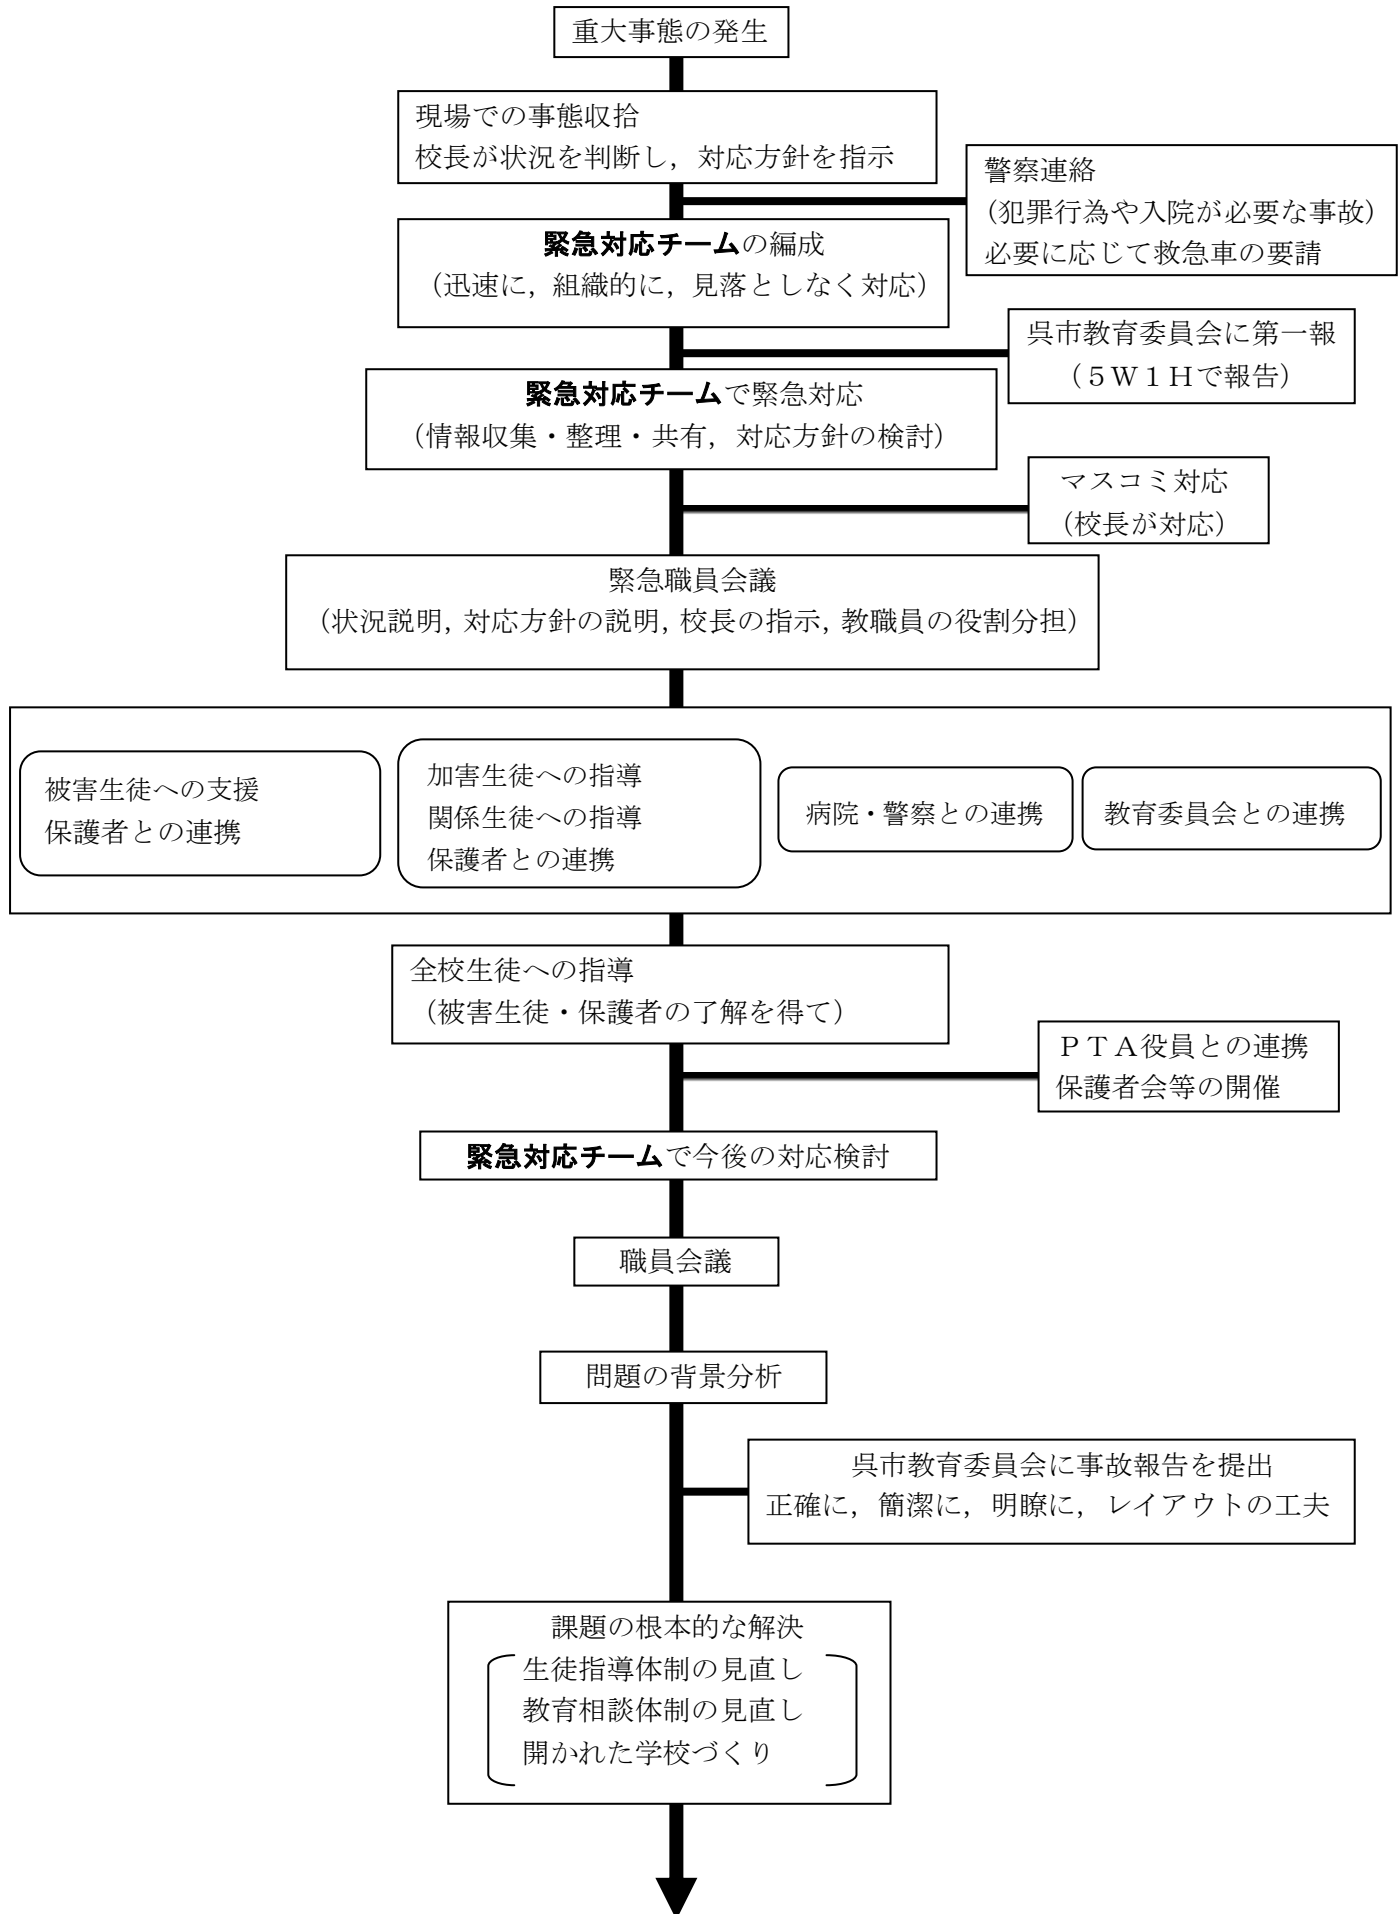 重大事態の発生
現場での事態収拾
校長が状況を判断し，対応方針を指示
警察連絡
（犯罪行為や入院が必要な事故）
必要に応じて救急車の要請
緊急対応チームの編成
（迅速に，組織的に，見落としなく対応）
呉市教育委員会に第一報
（５Ｗ１Ｈで報告）
緊急対応チームで緊急対応
（情報収集・整理・共有，対応方針の検討）
マスコミ対応
（校長が対応）
緊急職員会議
（状況説明，対応方針の説明，校長の指示，教職員の役割分担）
被害生徒への支援
保護者との連携
加害生徒への指導
関係生徒への指導
保護者との連携
病院・警察との連携
教育委員会との連携
全校生徒への指導
（被害生徒・保護者の了解を得て）
ＰＴＡ役員との連携
保護者会等の開催
緊急対応チームで今後の対応検討
職員会議
問題の背景分析
呉市教育委員会に事故報告を提出
正確に，簡潔に，明瞭に，レイアウトの工夫
課題の根本的な解決
生徒指導体制の見直し
教育相談体制の見直し
開かれた学校づくり